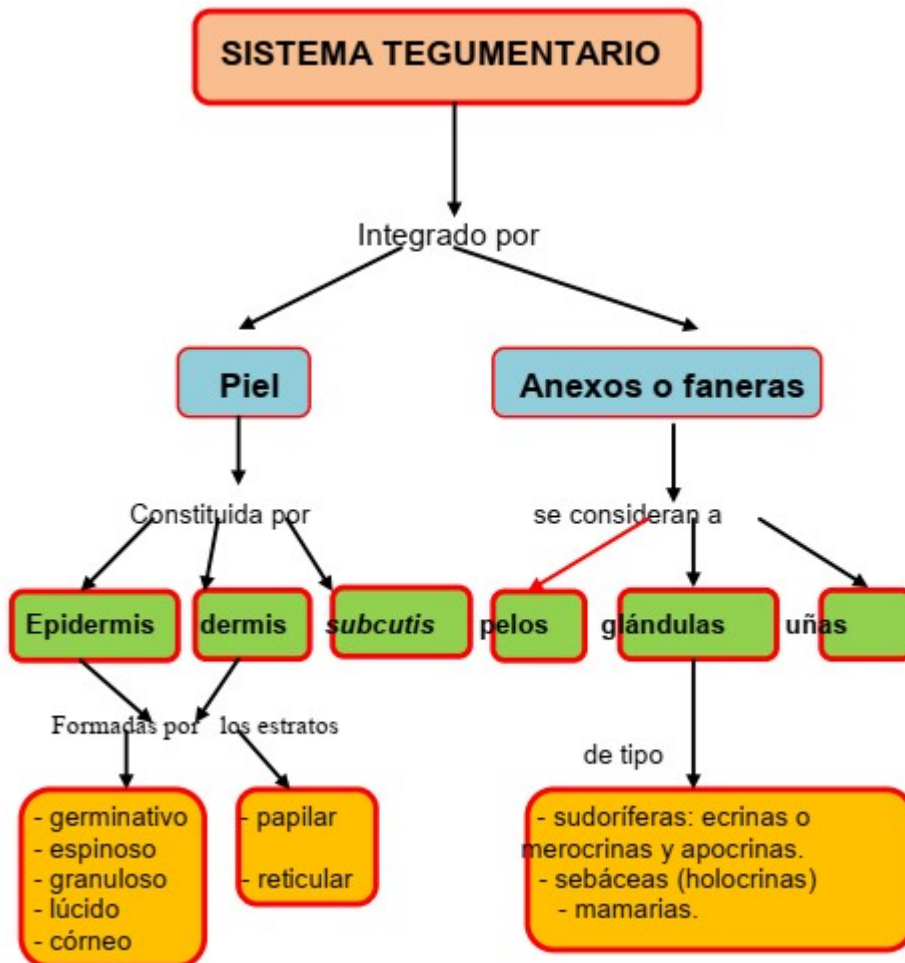 SISTEMA TEGUMENTARIO
Integrado por
Piel
Anexos o faneras
Constituida por
se consideran a
Epidermis
dermis
subcutis
pelos
glándulas
uñas
Formadas por los estratos
de tipo
- germinativo
- espinoso
- granuloso
- lúcido
- córneo
- papilar
- reticular
- sudoríferas: ecrinas o
merocrinas y apocrinas.
- sebáceas (holocrinas)
- mamarias.